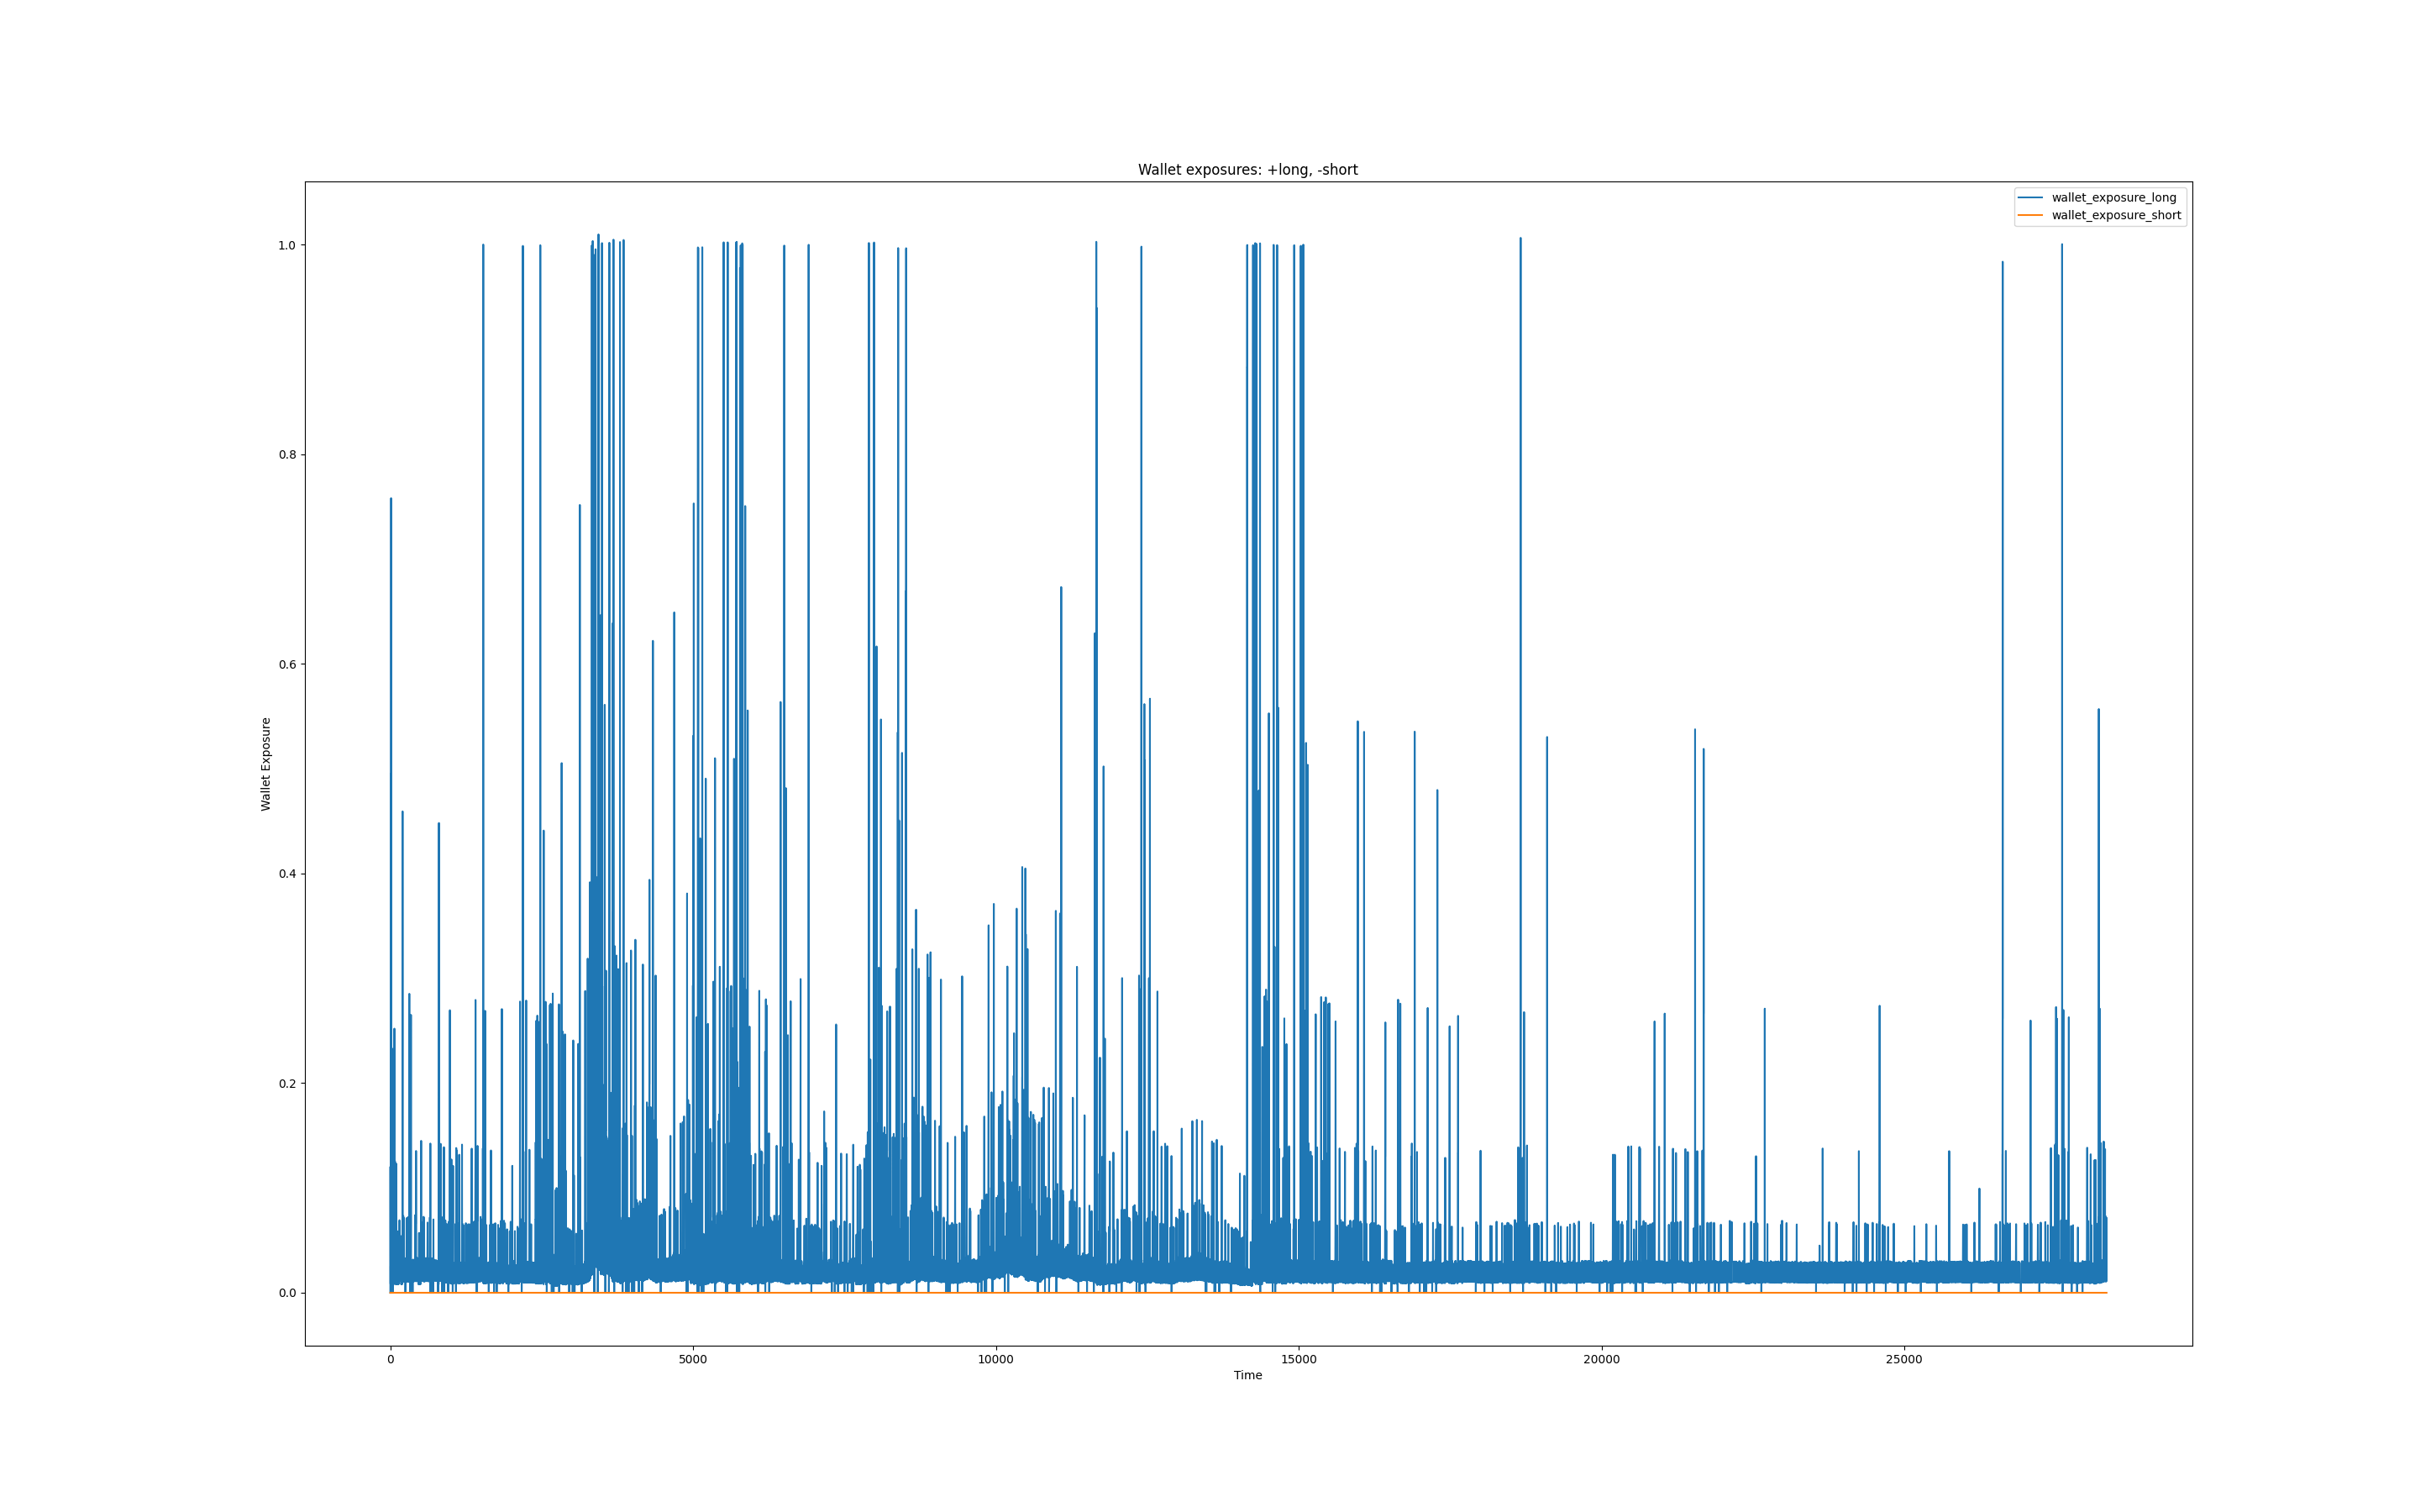 Wallet exposures: +long, -short
wallet_exposure_long
wallet_exposure_short
1.0
0.8
0.6
0.4
0.2
0.0
Wallet Exposure
0 5000 10000 15000 20000 25000
Time